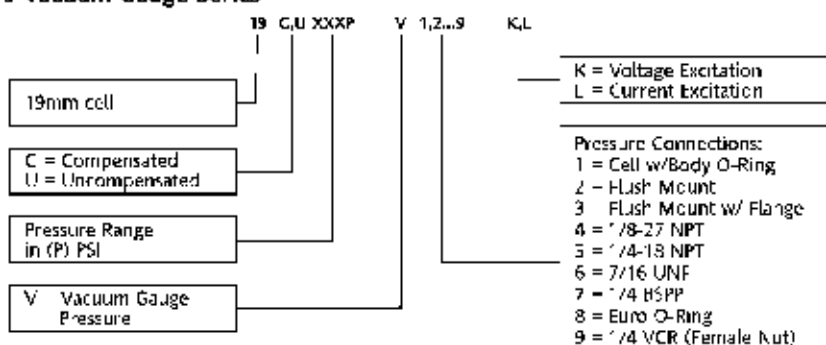 Vacuum Gauge Series
19 C,U XXXP V 1,2...9 K,L
19mm cell
C = Compensated
U = Uncompensated
Pressure Range
in (P) PSI
V Vacuum Gauge
Pressure
K = Voltage Excitation
L = Current Excitation
Pressure Connections:
1 = Cell w/Body O-Ring
2 = Flush Mount
3 Flush Mount w/ Flange
4 = 1/8-27 NPT
5 = 1/4-18 NPT
6 = 7/16 UNF
7 = 1/4 BSPP
8 = Euro O-Ring
9 = 1/4 VCR (Female Nut)